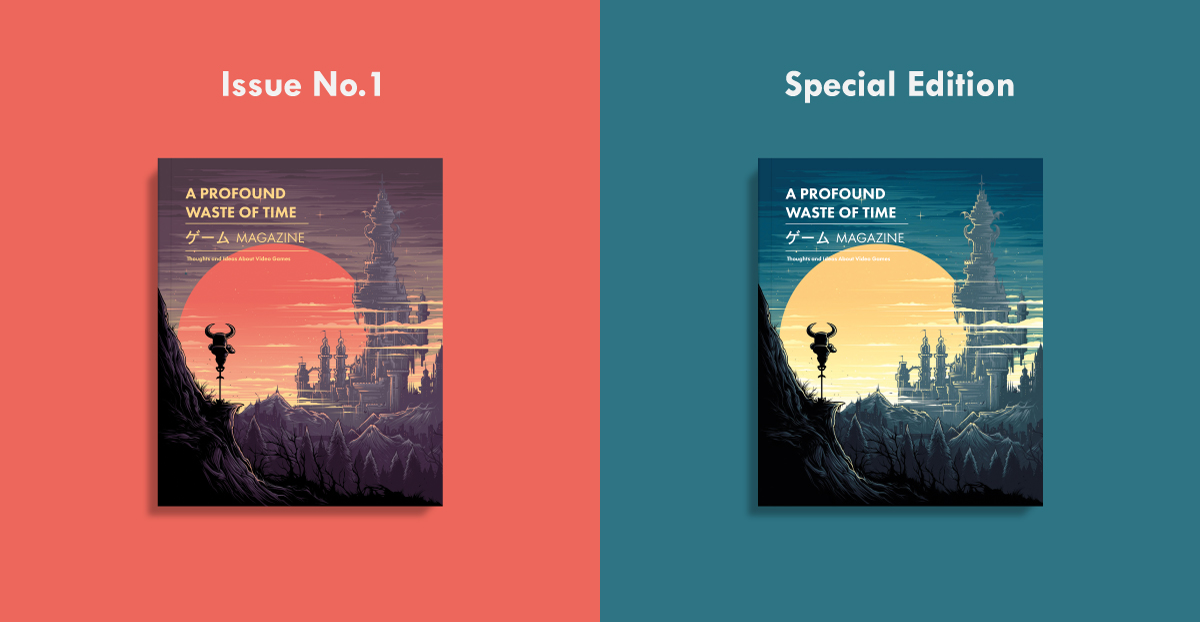 Issue No.1
A PROFOUND
WASTE OF TIME
ゲーム MAGAZINE
Thoughts and Ideas About Video Games
Special Edition
A PROFOUND
WASTE OF TIME
ゲーム MAGAZINE
Thoughts and Ideas About Video Games